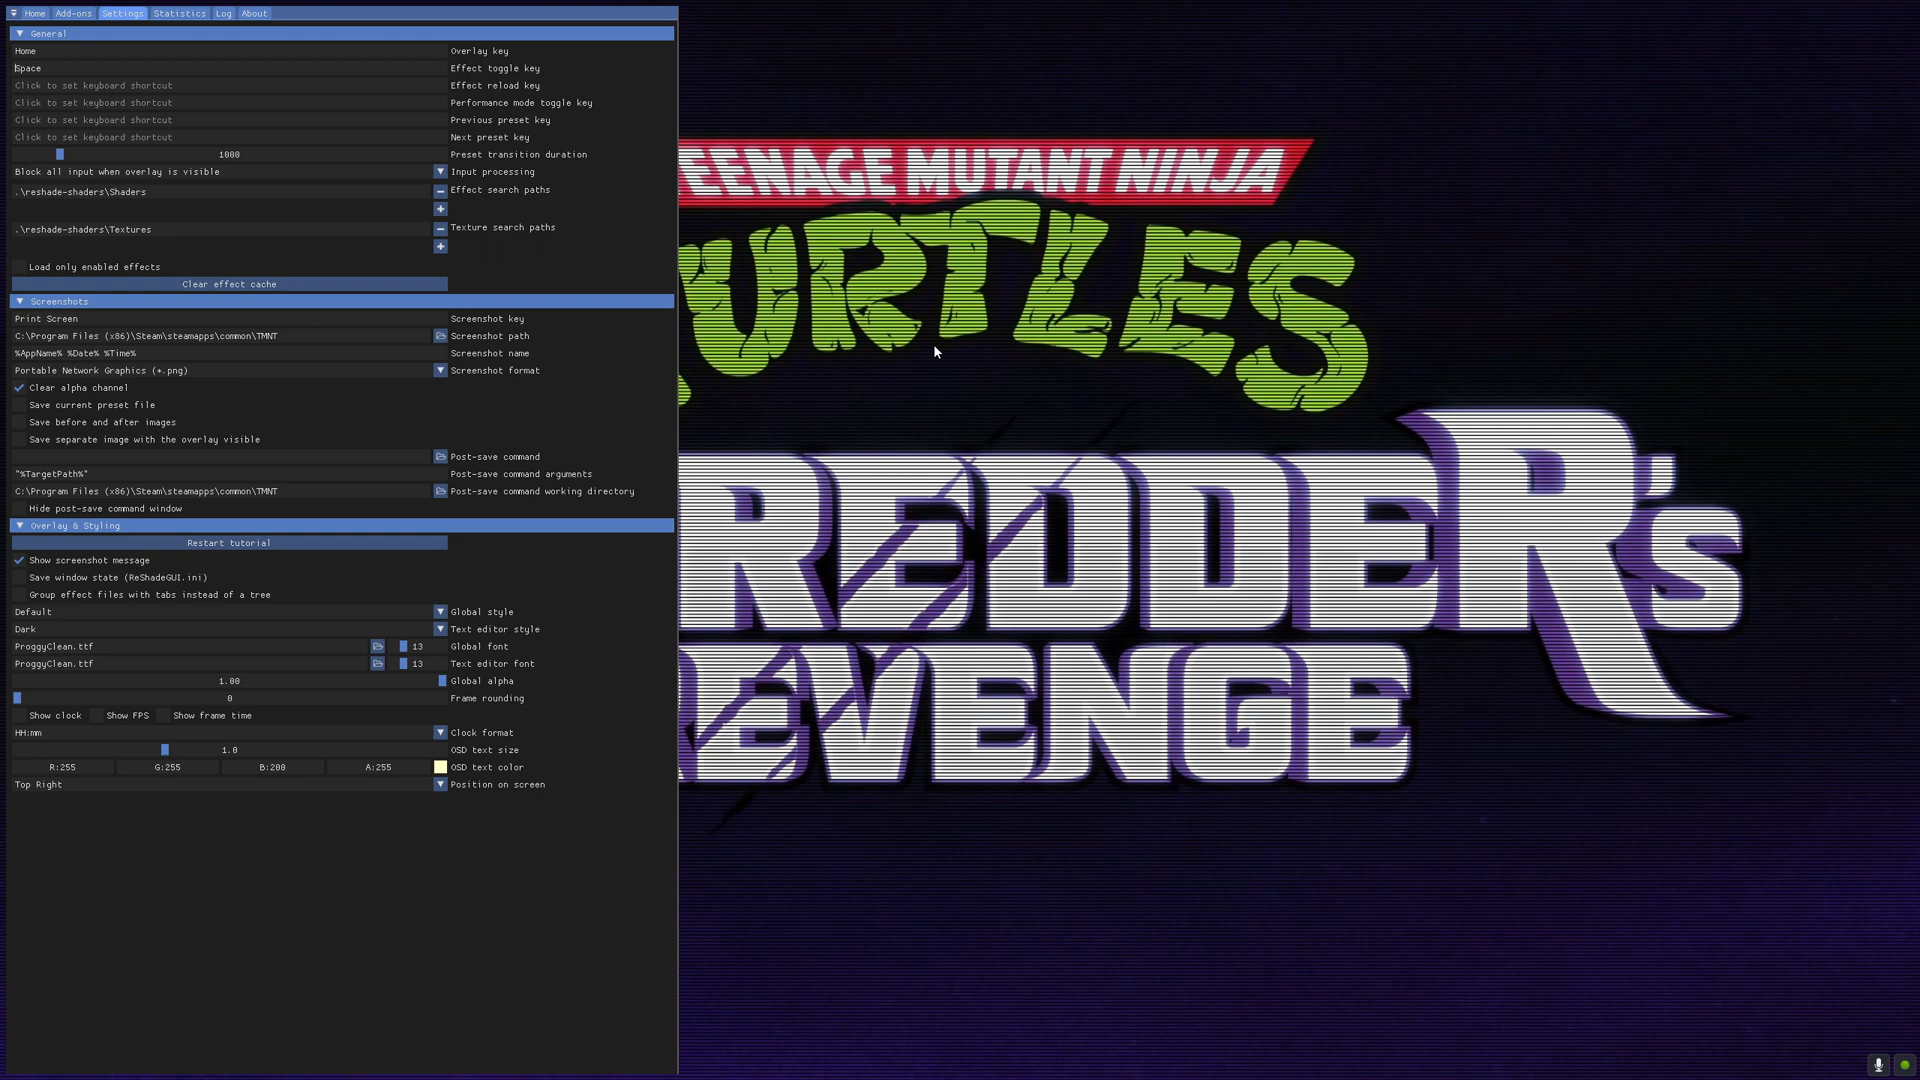 Home Add-ons Settings Statistics Log About
General
Home Overlay key
Space Effect toggle key
Click to set keyboard shortcut Effect reload key
Click to set keyboard shortcut Performance mode toggle key
Click to set keyboard shortcut Previous preset key
Click to set keyboard shortcut Next preset key
1000 Preset transition duration
Block all input when overlay is visible Input processing
.\reshade-shaders\Shaders Effect search paths
.\reshade-shaders\Textures Texture search paths
Load only enabled effects
Clear effect cache
Screenshots
Print Screen Screenshot key
C:\Program Files (x86)\Steam\steamapps\common\TMNT Screenshot path
%AppName% %Date% %Time% Screenshot name
Portable Network Graphics (*.png) Screenshot format
Clear alpha channel
Save current preset file
Save before and after images
Save separate image with the overlay visible
Post-save command
"%TargetPath%" Post-save command arguments
C:\Program Files (x86)\Steam\steamapps\common\TMNT Post-save command working directory
Hide post-save command window
Overlay & Styling
Restart tutorial
Show screenshot message
Save window state (ReShadeGUI.ini)
Group effect files with tabs instead of a tree
Default Global style
Dark Text editor style
ProggyClean.ttf 13 Global font
ProggyClean.ttf 13 Text editor font
1.00 Global alpha
0 Frame rounding
Show clock Show FPS Show frame time
HH:mm Clock format
1.0 OSD text size
R:255 G:255 B:200 A:255 OSD text color
Top Right Position on screen
EENAGE MUTANT NINJA
URTLES
REDDER's
EVENGE